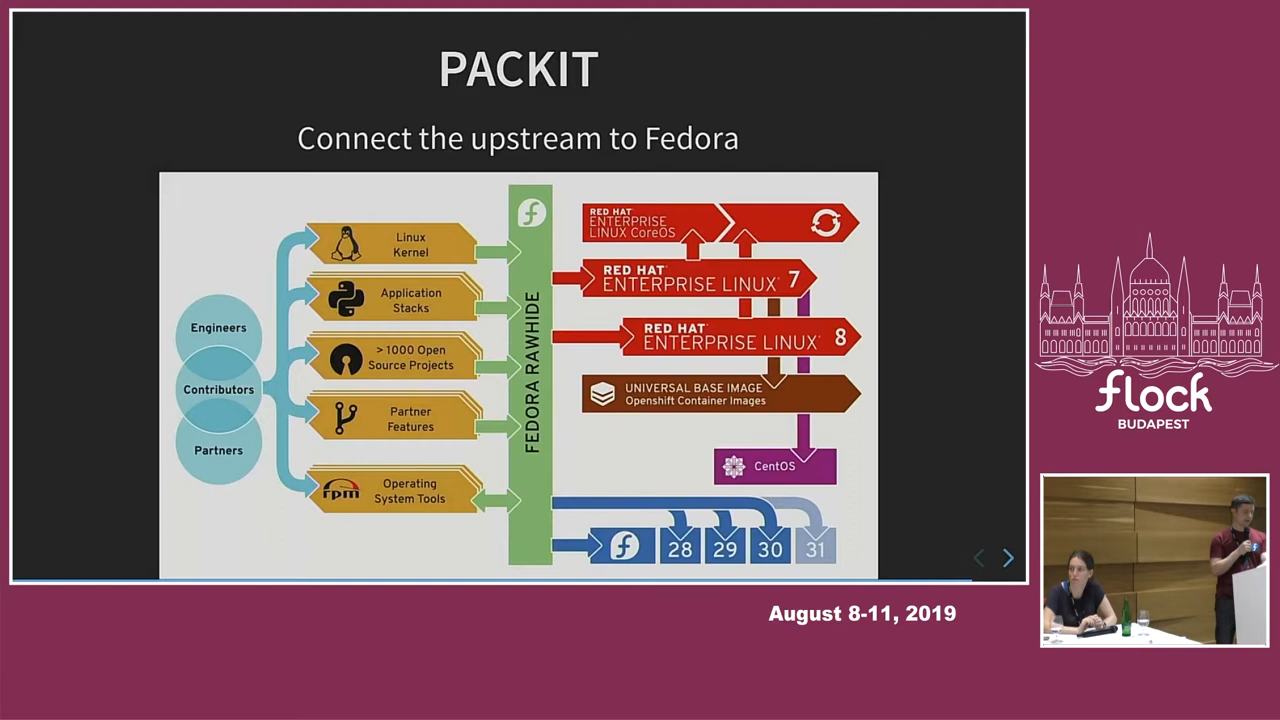 PACKIT
Connect the upstream to Fedora
Engineers
Contributors
Partners
Linux
Kernel
Application
Stacks
> 1000 Open
Source Projects
Partner
Features
rpm
Operating
System Tools
FEDORA RAWHIDE
RED HAT
ENTERPRISE
LINUX CoreOS
RED HAT
ENTERPRISE LINUX 7
RED HAT
ENTERPRISE LINUX 8
UNIVERSAL BASE IMAGE
Openshift Container Images
CentOS
28 29 30 31
flock
BUDAPEST
August 8-11, 2019